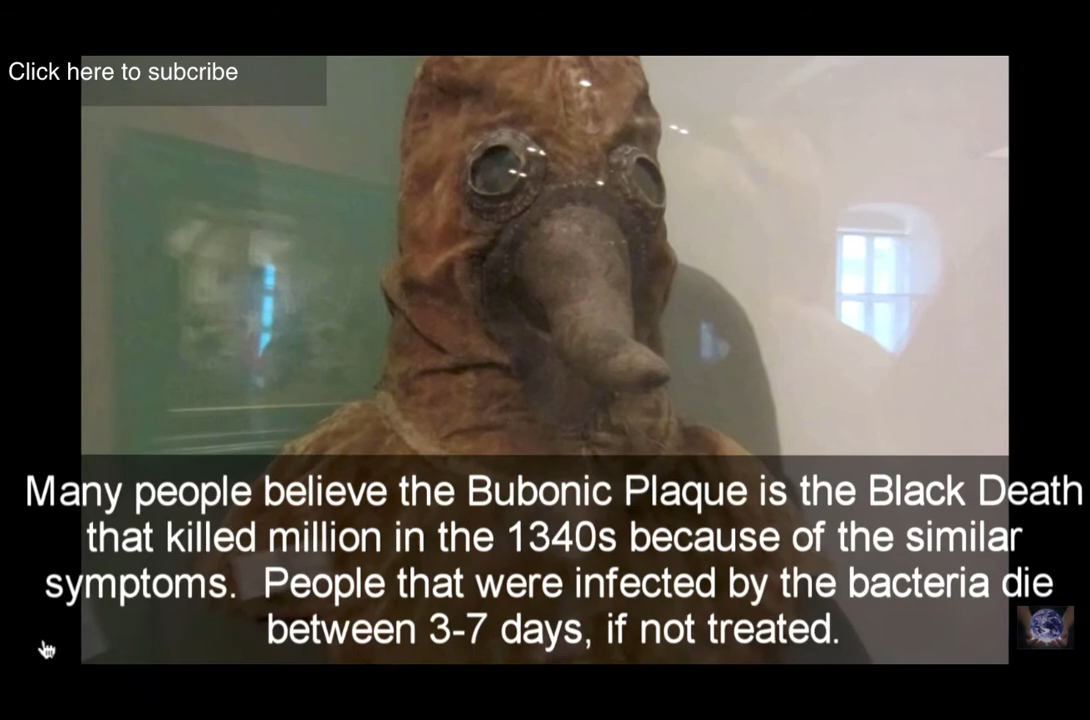 Click here to subcribe
Many people believe the Bubonic Plaque is the Black Death
that killed million in the 1340s because of the similar
symptoms.  People that were infected by the bacteria die
between 3-7 days, if not treated.